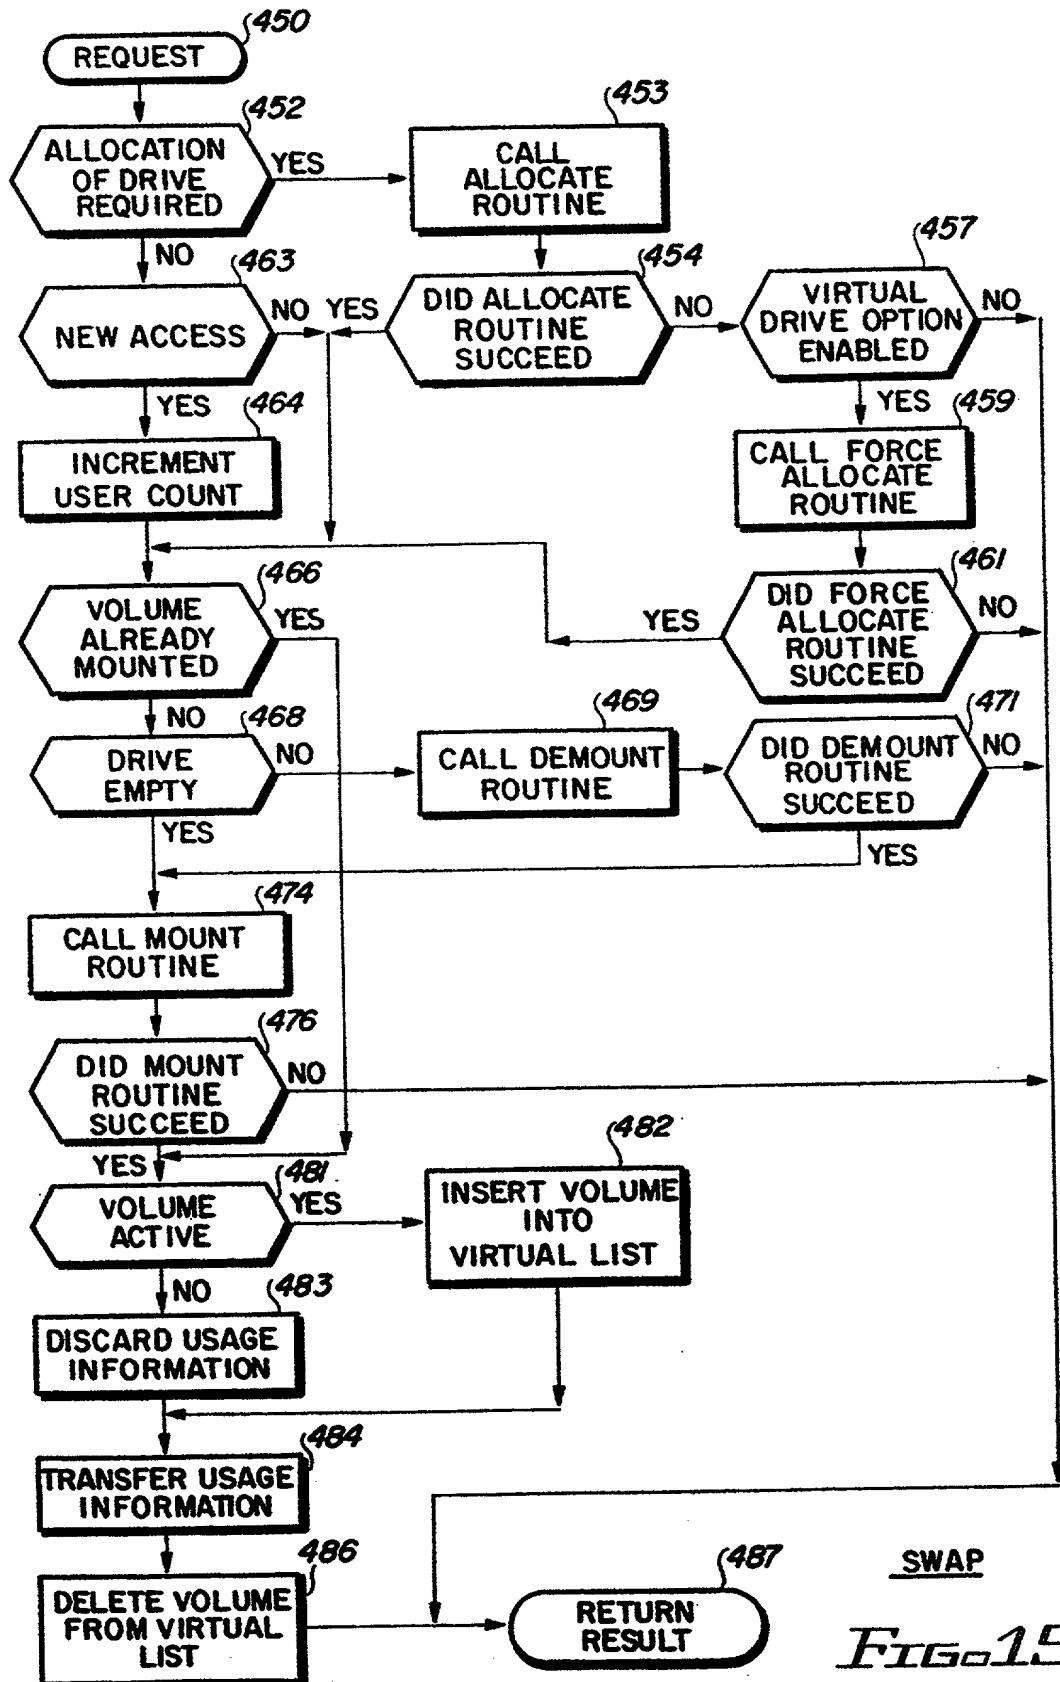 450
REQUEST
452
453
ALLOCATION
OF DRIVE
REQUIRED
YES
CALL
ALLOCATE
ROUTINE
NO
463
454
457
NEW ACCESS
NO
YES
DID ALLOCATE
ROUTINE
SUCCEED
NO
VIRTUAL
DRIVE OPTION
ENABLED
NO
YES
464
YES
459
INCREMENT
USER COUNT
CALL FORCE
ALLOCATE
ROUTINE
466
461
VOLUME
ALREADY
MOUNTED
YES
YES
DID FORCE
ALLOCATE
ROUTINE
SUCCEED
NO
NO
468
469
471
DRIVE
EMPTY
NO
CALL DEMOUNT
ROUTINE
DID DEMOUNT
ROUTINE
SUCCEED
NO
YES
YES
474
CALL MOUNT
ROUTINE
476
DID MOUNT
ROUTINE
SUCCEED
NO
YES
481
482
VOLUME
ACTIVE
YES
INSERT VOLUME
INTO
VIRTUAL LIST
NO
483
DISCARD USAGE
INFORMATION
484
TRANSFER USAGE
INFORMATION
486
487
SWAP
DELETE VOLUME
FROM VIRTUAL
LIST
RETURN
RESULT
FIG. 15